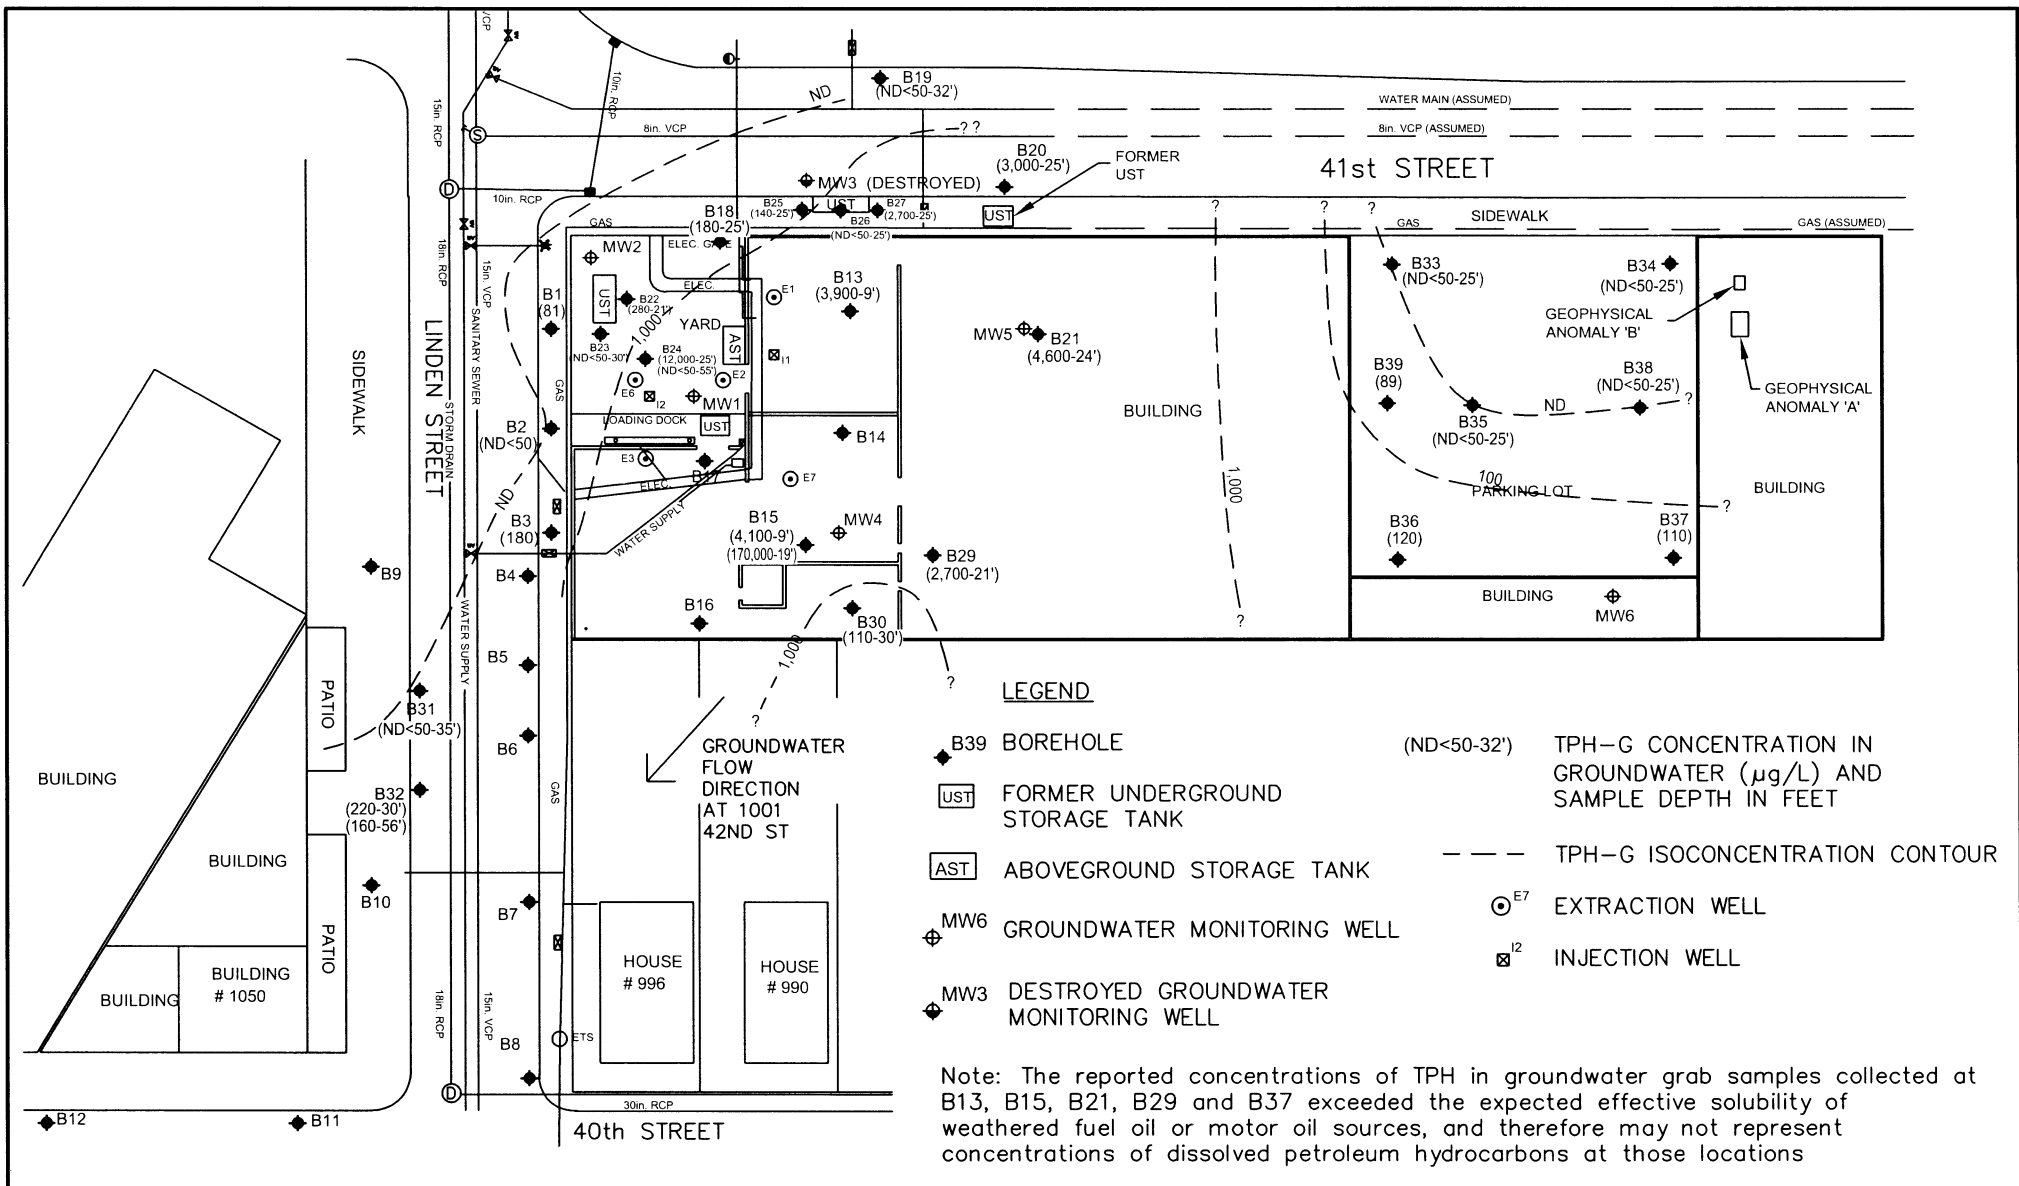 VCP
10in. RCP
ND
B19
(ND<50-32')
WATER MAIN (ASSUMED)
15in. RCP
S
8in. VCP
? ?
8in. VCP (ASSUMED)
B20
(3,000-25')
FORMER
UST
41st STREET
D
10in. RCP
MW3 (DESTROYED)
B25
(140-25')
UST
B27
(2,700-25')
B26
(ND<50-25')
UST
SIDEWALK
?
?
?
GAS
GAS
GAS (ASSUMED)
B18
(180-25')
ELEC. GATE
MW2
18in. RCP
15in. VCP
ELEC.
E1
B13
(3,900-9')
B33
(ND<50-25')
B34
(ND<50-25')
B1
(81)
UST
B22
(280-21')
1,000
YARD
AST
GEOPHYSICAL
ANOMALY 'B'
MW5
B21
(4,600-24')
B23
(ND<50-30')
B24
(12,000-25')
(ND<50-55')
I1
SIDEWALK
LINDEN STREET
SANITARY SEWER
GAS
E6
E2
I2
MW1
B39
(89)
B38
(ND<50-25')
?
GEOPHYSICAL
ANOMALY 'A'
BUILDING
ND
B35
(ND<50-25')
STORM DRAIN
B2
(ND<50)
LOADING DOCK
UST
B14
E3
B17
ELEC.
E7
1,000
100
PARKING LOT
?
BUILDING
ND
B3
(180)
WATER SUPPLY
B15
(4,100-9')
(170,000-19')
MW4
B36
(120)
B37
(110)
B9
B4
B29
(2,700-21')
BUILDING
MW6
WATER SUPPLY
B16
B30
(110-30')
?
1,000
B5
?
?
PATIO
B31
(ND<50-35')
B6
GAS
GROUNDWATER
FLOW
DIRECTION
AT 1001
42ND ST
BUILDING
B32
(220-30')
(160-56')
BUILDING
B10
B7
PATIO
BUILDING
BUILDING
# 1050
HOUSE
# 996
HOUSE
# 990
18in. RCP
15in. VCP
B8
ETS
D
30in. RCP
B12
B11
40th STREET
LEGEND
B39 BOREHOLE
UST FORMER UNDERGROUND
STORAGE TANK
AST ABOVEGROUND STORAGE TANK
MW6 GROUNDWATER MONITORING WELL
MW3 DESTROYED GROUNDWATER
MONITORING WELL
(ND<50-32') TPH-G CONCENTRATION IN
GROUNDWATER (µg/L) AND
SAMPLE DEPTH IN FEET
TPH-G ISOCONCENTRATION CONTOUR
E7 EXTRACTION WELL
I2 INJECTION WELL
Note: The reported concentrations of TPH in groundwater grab samples collected at
B13, B15, B21, B29 and B37 exceeded the expected effective solubility of
weathered fuel oil or motor oil sources, and therefore may not represent
concentrations of dissolved petroleum hydrocarbons at those locations